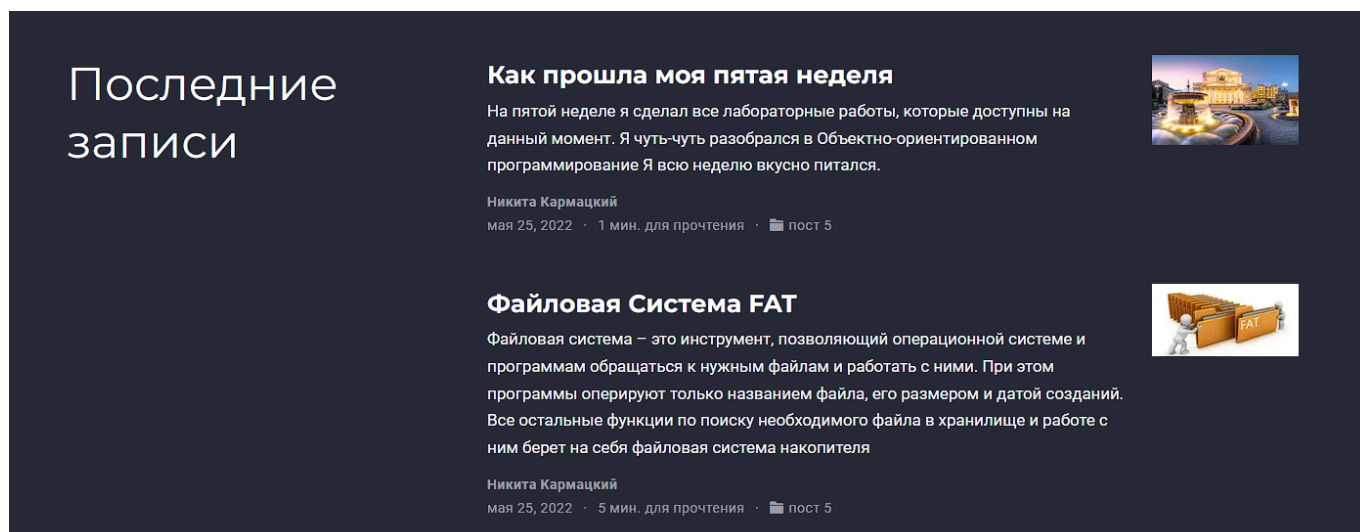 Последние
записи
Как прошла моя пятая неделя
На пятой неделе я сделал все лабораторные работы, которые доступны на
данный момент. Я чуть-чуть разобрался в Объектно-ориентированном
программирование Я всю неделю вкусно питался.
Никита Кармацкий
мая 25, 2022 · 1 мин. для прочтения · пост 5
Файловая Система FAT
FAT
Файловая система – это инструмент, позволяющий операционной системе и
программам обращаться к нужным файлам и работать с ними. При этом
программы оперируют только названием файла, его размером и датой созданий.
Все остальные функции по поиску необходимого файла в хранилище и работе с
ним берет на себя файловая система накопителя
Никита Кармацкий
мая 25, 2022 · 5 мин. для прочтения · пост 5